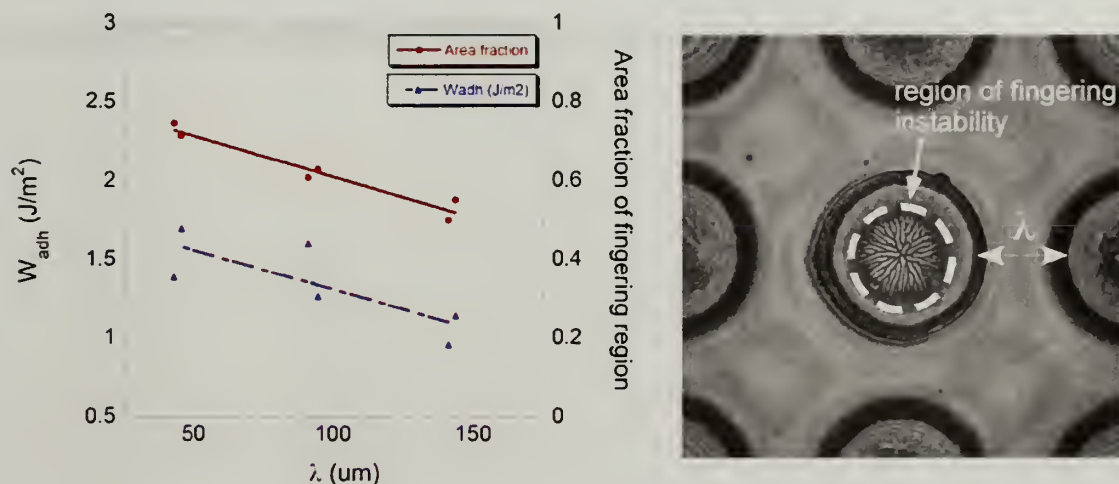 3
2.5
2
1.5
1
0.5
W_adh (J/m²)
50
100
150
λ (um)
Area fraction
Wadh (J/m2)
1
0.8
0.6
0.4
0.2
0
Area fraction of fingering region
region of fingering
instability
λ